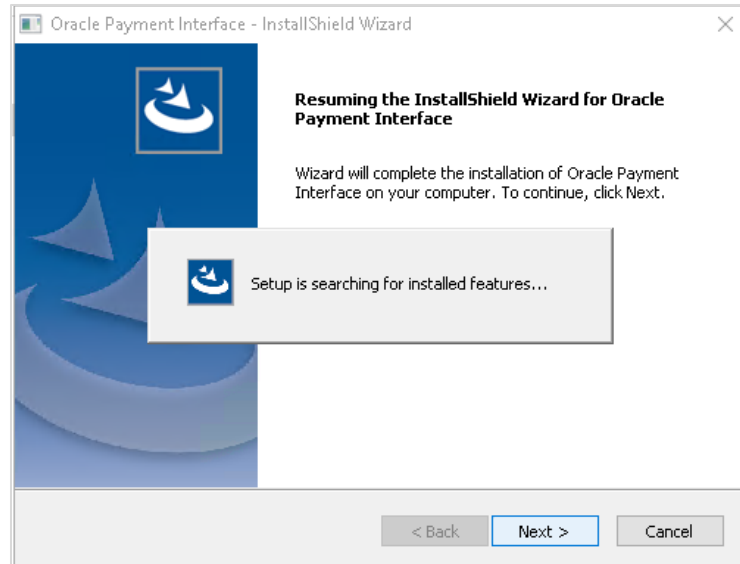 Oracle Payment Interface - InstallShield Wizard
Resuming the InstallShield Wizard for Oracle
Payment Interface
Wizard will complete the installation of Oracle Payment
Interface on your computer. To continue, click Next.
Setup is searching for installed features...
< Back
Next >
Cancel